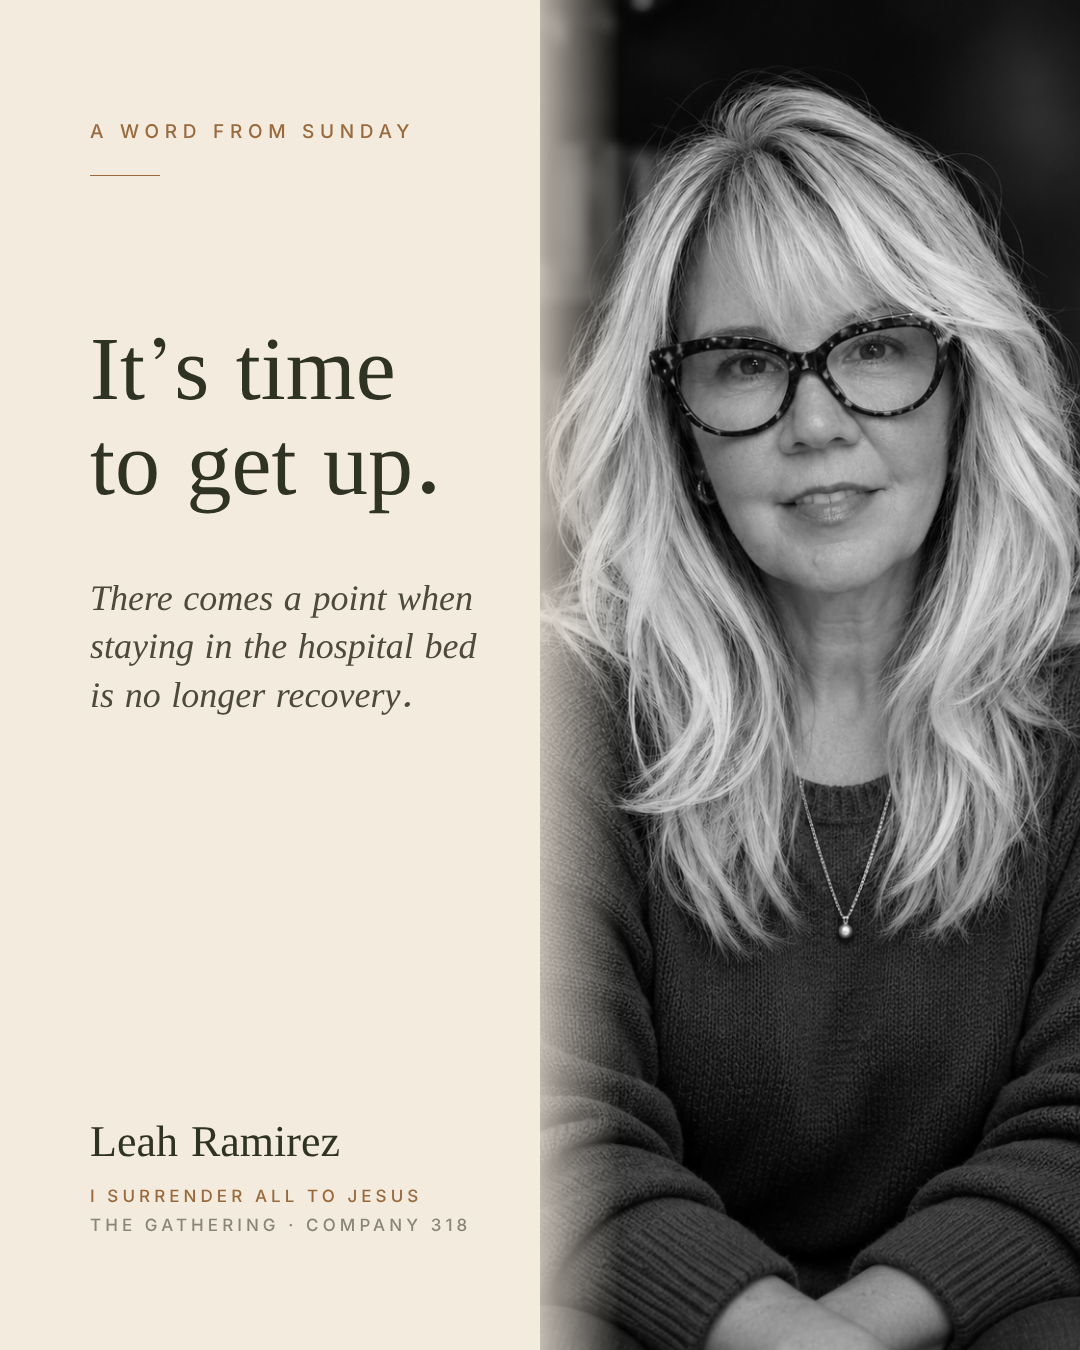 A WORD FROM SUNDAY
It’s time
to get up.
There comes a point when
staying in the hospital bed
is no longer recovery.
Leah Ramirez
I SURRENDER ALL TO JESUS
THE GATHERING · COMPANY 318